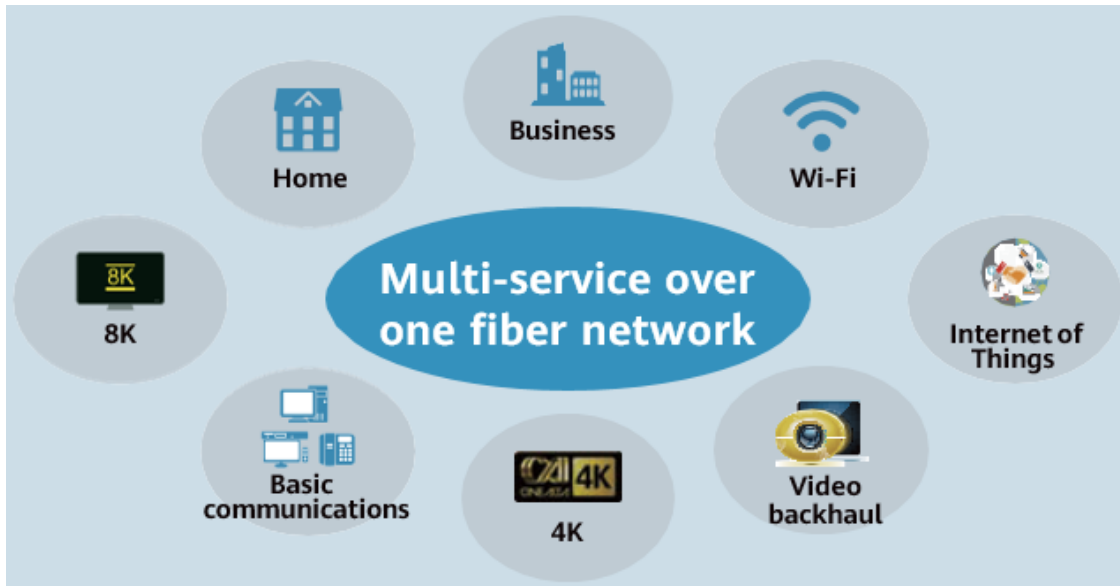 Business
Home
Wi-Fi
8K
8K
Multi-service over
one fiber network
Internet of
Things
Basic
communications
4K
4K
Video
backhaul